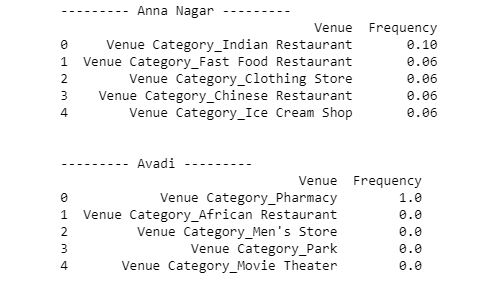 --------- Anna Nagar ---------
Venue Frequency
0 Venue Category_Indian Restaurant 0.10
1 Venue Category_Fast Food Restaurant 0.06
2 Venue Category_Clothing Store 0.06
3 Venue Category_Chinese Restaurant 0.06
4 Venue Category_Ice Cream Shop 0.06
--------- Avadi ---------
Venue Frequency
0 Venue Category_Pharmacy 1.0
1 Venue Category_African Restaurant 0.0
2 Venue Category_Men's Store 0.0
3 Venue Category_Park 0.0
4 Venue Category_Movie Theater 0.0